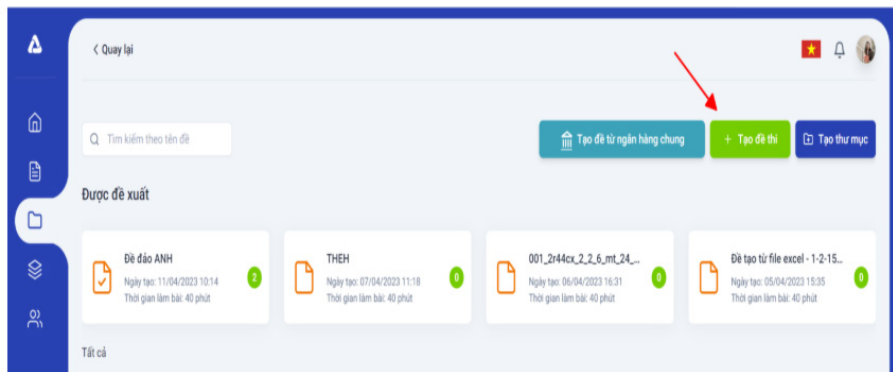 < Quay lại
Tìm kiếm theo tên đề
Tạo đề từ ngân hàng chung
+ Tạo đề thi
Tạo thư mục
Được đề xuất
Đề đảo ANH
Ngày tạo: 11/04/2023 10:14
Thời gian làm bài: 40 phút
2
THEH
Ngày tạo: 07/04/2023 11:18
Thời gian làm bài: 40 phút
0
001_2r44cx_2_2_6_mt_24_...
Ngày tạo: 06/04/2023 16:31
Thời gian làm bài: 40 phút
0
Đề tạo từ file excel - 1-2-15...
Ngày tạo: 05/04/2023 15:35
Thời gian làm bài: 40 phút
0
Tất cả